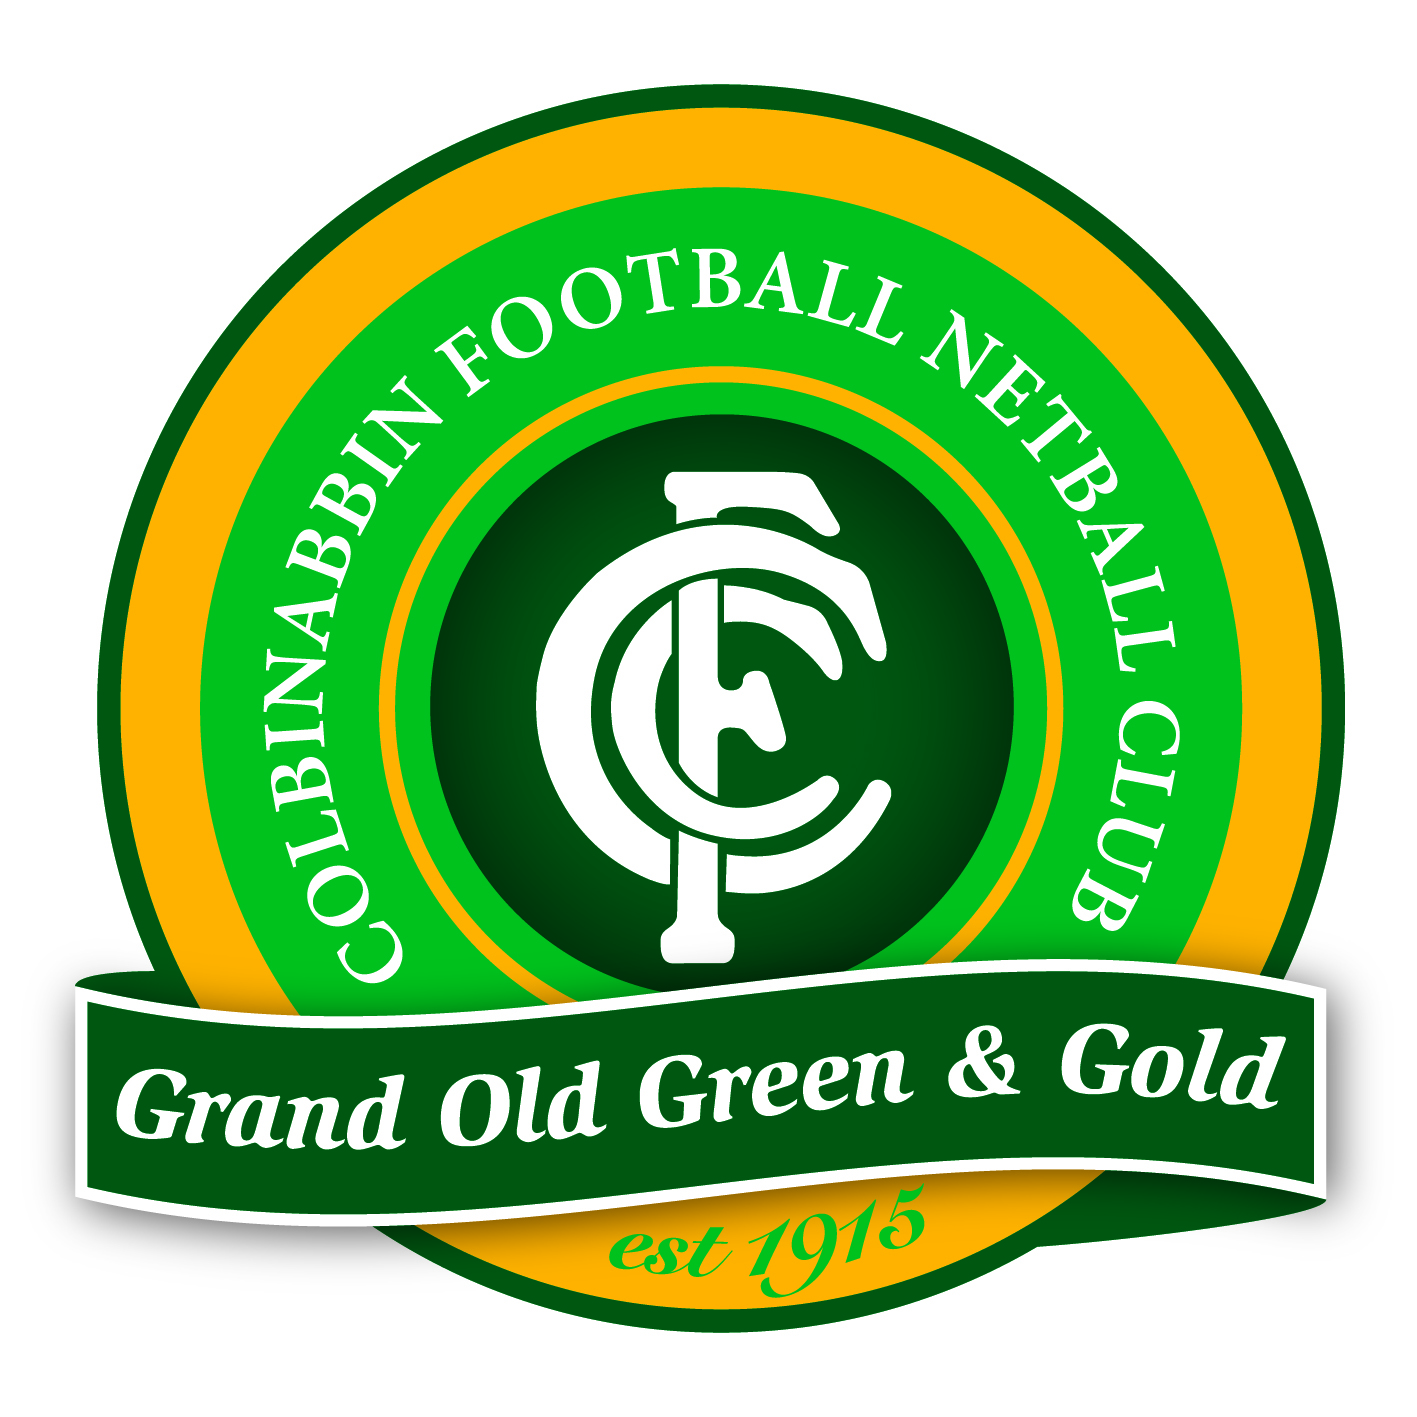 COLBINABBIN FOOTBALL NETBALL CLUB
CFC
Grand Old Green & Gold
est 1915